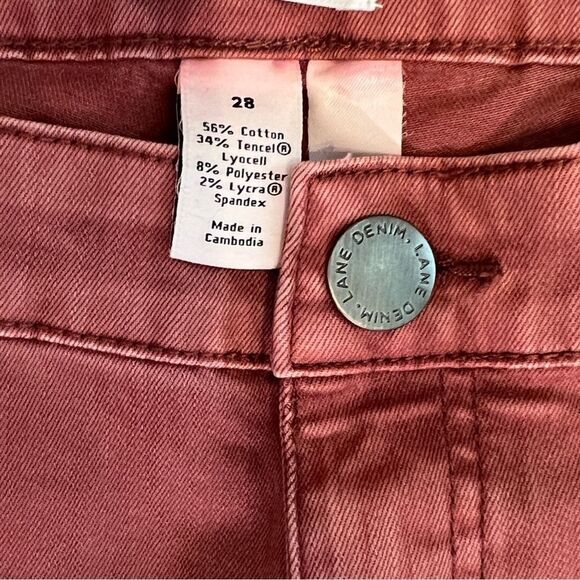 28
56% Cotton
34% Tencel®
Lyocell
8% Polyester
2% Lycra®
Spandex
Made in
Cambodia
LANE DENIM. LANE DENIM.